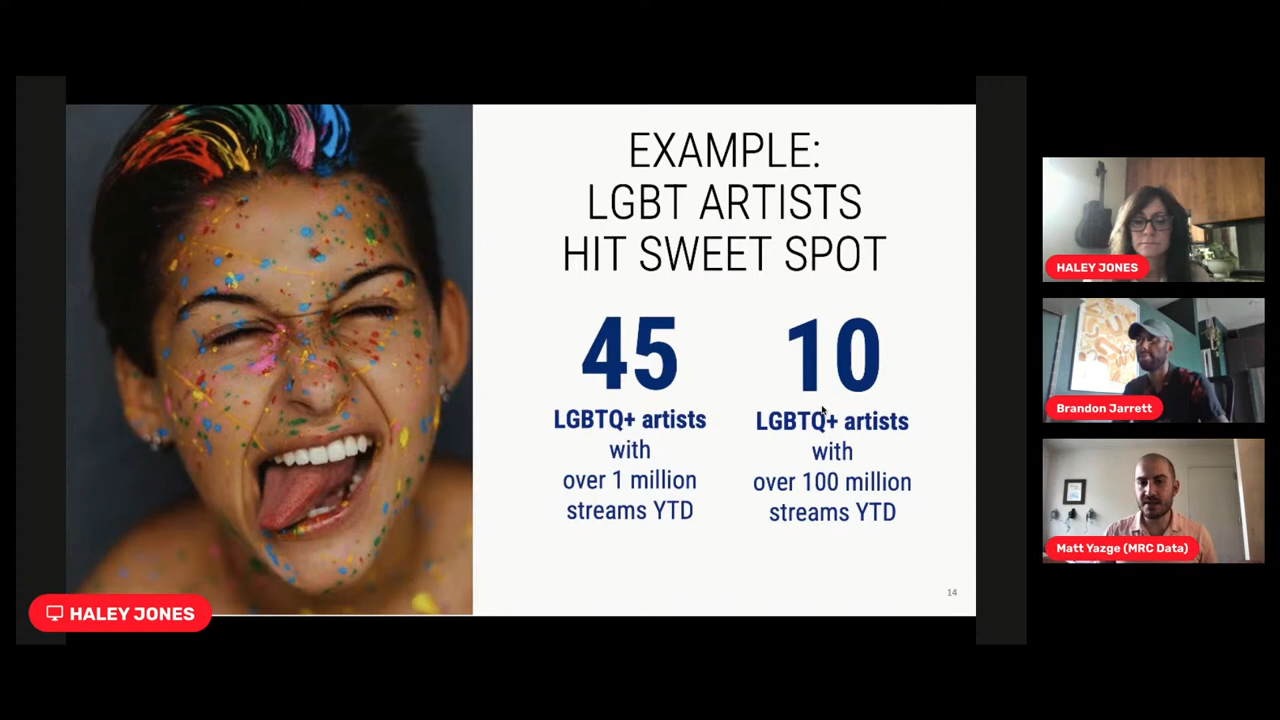 EXAMPLE:
LGBT ARTISTS
HIT SWEET SPOT
45
LGBTQ+ artists
with
over 1 million
streams YTD
10
LGBTQ+ artists
with
over 100 million
streams YTD
14
HALEY JONES
HALEY JONES
Brandon Jarrett
Matt Yazge (MRC Data)